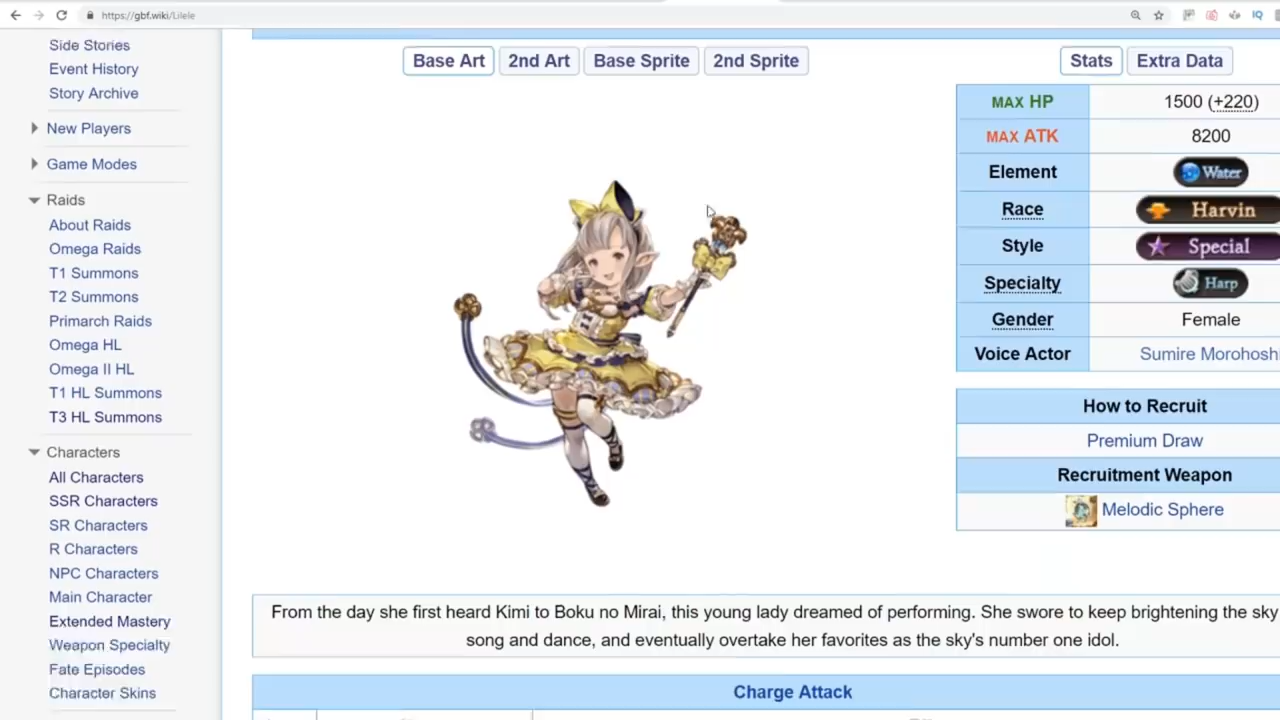 https://gbf.wiki/Lilele
IQ
Side Stories
Event History
Story Archive
New Players
Game Modes
Raids
About Raids
Omega Raids
T1 Summons
T2 Summons
Primarch Raids
Omega HL
Omega II HL
T1 HL Summons
T3 HL Summons
Characters
All Characters
SSR Characters
SR Characters
R Characters
NPC Characters
Main Character
Extended Mastery
Weapon Specialty
Fate Episodes
Character Skins
Base Art 2nd Art Base Sprite 2nd Sprite
Stats Extra Data
MAX HP 1500 (+220)
MAX ATK 8200
Element Water
Race Harvin
Style Special
Specialty Harp
Gender Female
Voice Actor Sumire Morohoshi
How to Recruit
Premium Draw
Recruitment Weapon
Melodic Sphere
From the day she first heard Kimi to Boku no Mirai, this young lady dreamed of performing. She swore to keep brightening the sky
song and dance, and eventually overtake her favorites as the sky's number one idol.
Charge Attack